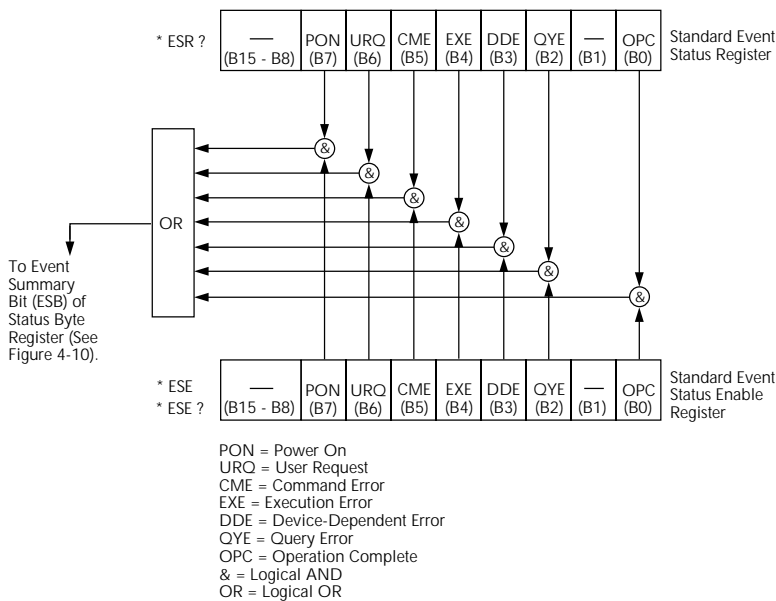 * ESR ?
—
(B15 - B8)
PON
(B7)
URQ
(B6)
CME
(B5)
EXE
(B4)
DDE
(B3)
QYE
(B2)
—
(B1)
OPC
(B0)
Standard Event
Status Register
&
&
&
&
&
&
&
OR
To Event
Summary
Bit (ESB) of
Status Byte
Register (See
Figure 4-10).
* ESE
* ESE ?
—
(B15 - B8)
PON
(B7)
URQ
(B6)
CME
(B5)
EXE
(B4)
DDE
(B3)
QYE
(B2)
—
(B1)
OPC
(B0)
Standard Event
Status Enable
Register
PON = Power On
URQ = User Request
CME = Command Error
EXE = Execution Error
DDE = Device-Dependent Error
QYE = Query Error
OPC = Operation Complete
& = Logical AND
OR = Logical OR